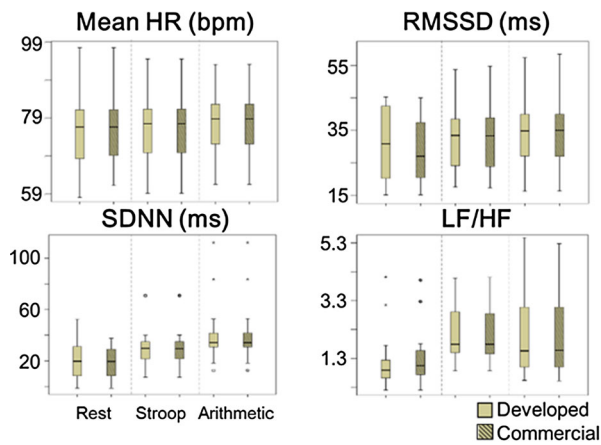 Mean HR (bpm)
99
79
59
RMSSD (ms)
55
35
15
SDNN (ms)
100
60
20
Rest Stroop Arithmetic
LF/HF
5.3
3.3
1.3
Developed
Commercial